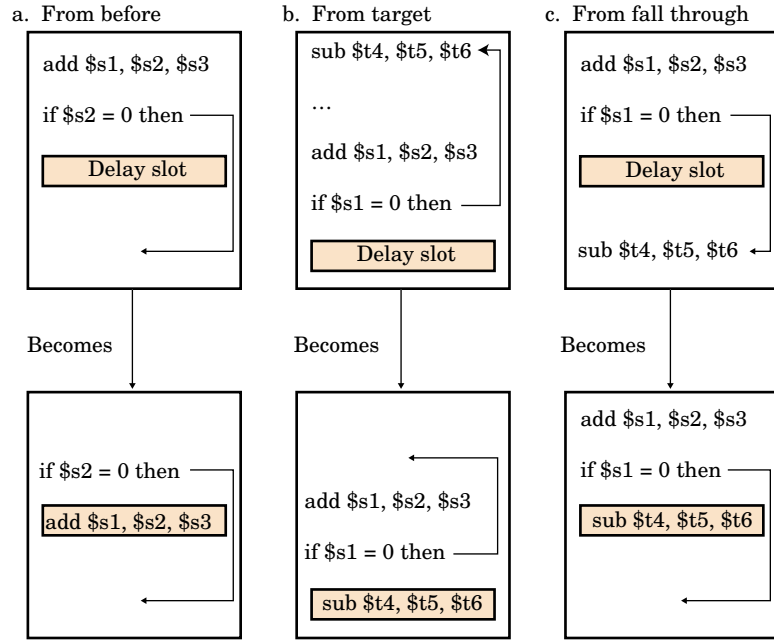 a. From before
add $s1, $s2, $s3
if $s2 = 0 then
Delay slot
Becomes
if $s2 = 0 then
add $s1, $s2, $s3
b. From target
sub $t4, $t5, $t6
...
add $s1, $s2, $s3
if $s1 = 0 then
Delay slot
Becomes
add $s1, $s2, $s3
if $s1 = 0 then
sub $t4, $t5, $t6
c. From fall through
add $s1, $s2, $s3
if $s1 = 0 then
Delay slot
sub $t4, $t5, $t6
Becomes
add $s1, $s2, $s3
if $s1 = 0 then
sub $t4, $t5, $t6